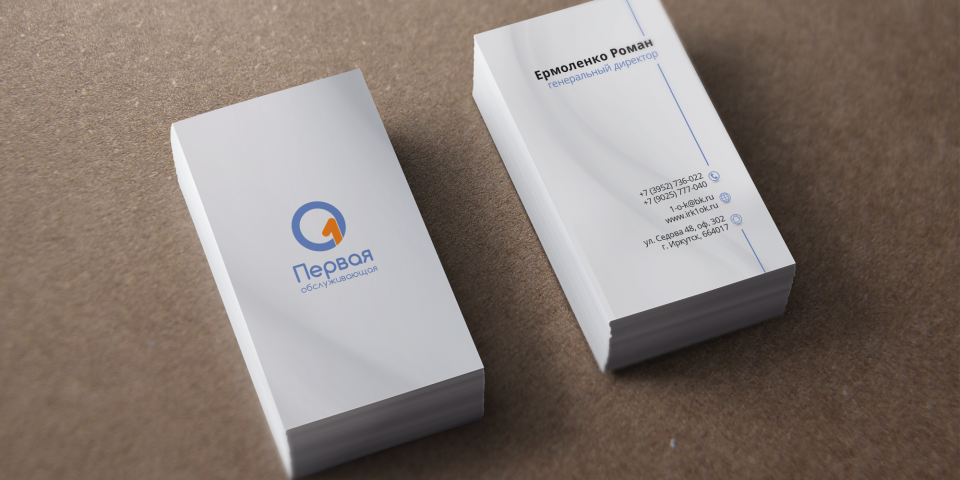 Первая
обслуживающая
Ермоленко Роман
генеральный директор
+7 (3952) 736-022
+7 (9025) 777-040
1-o-k@bk.ru
www.irk1ok.ru
ул. Седова 48, оф. 302
г. Иркутск, 664017